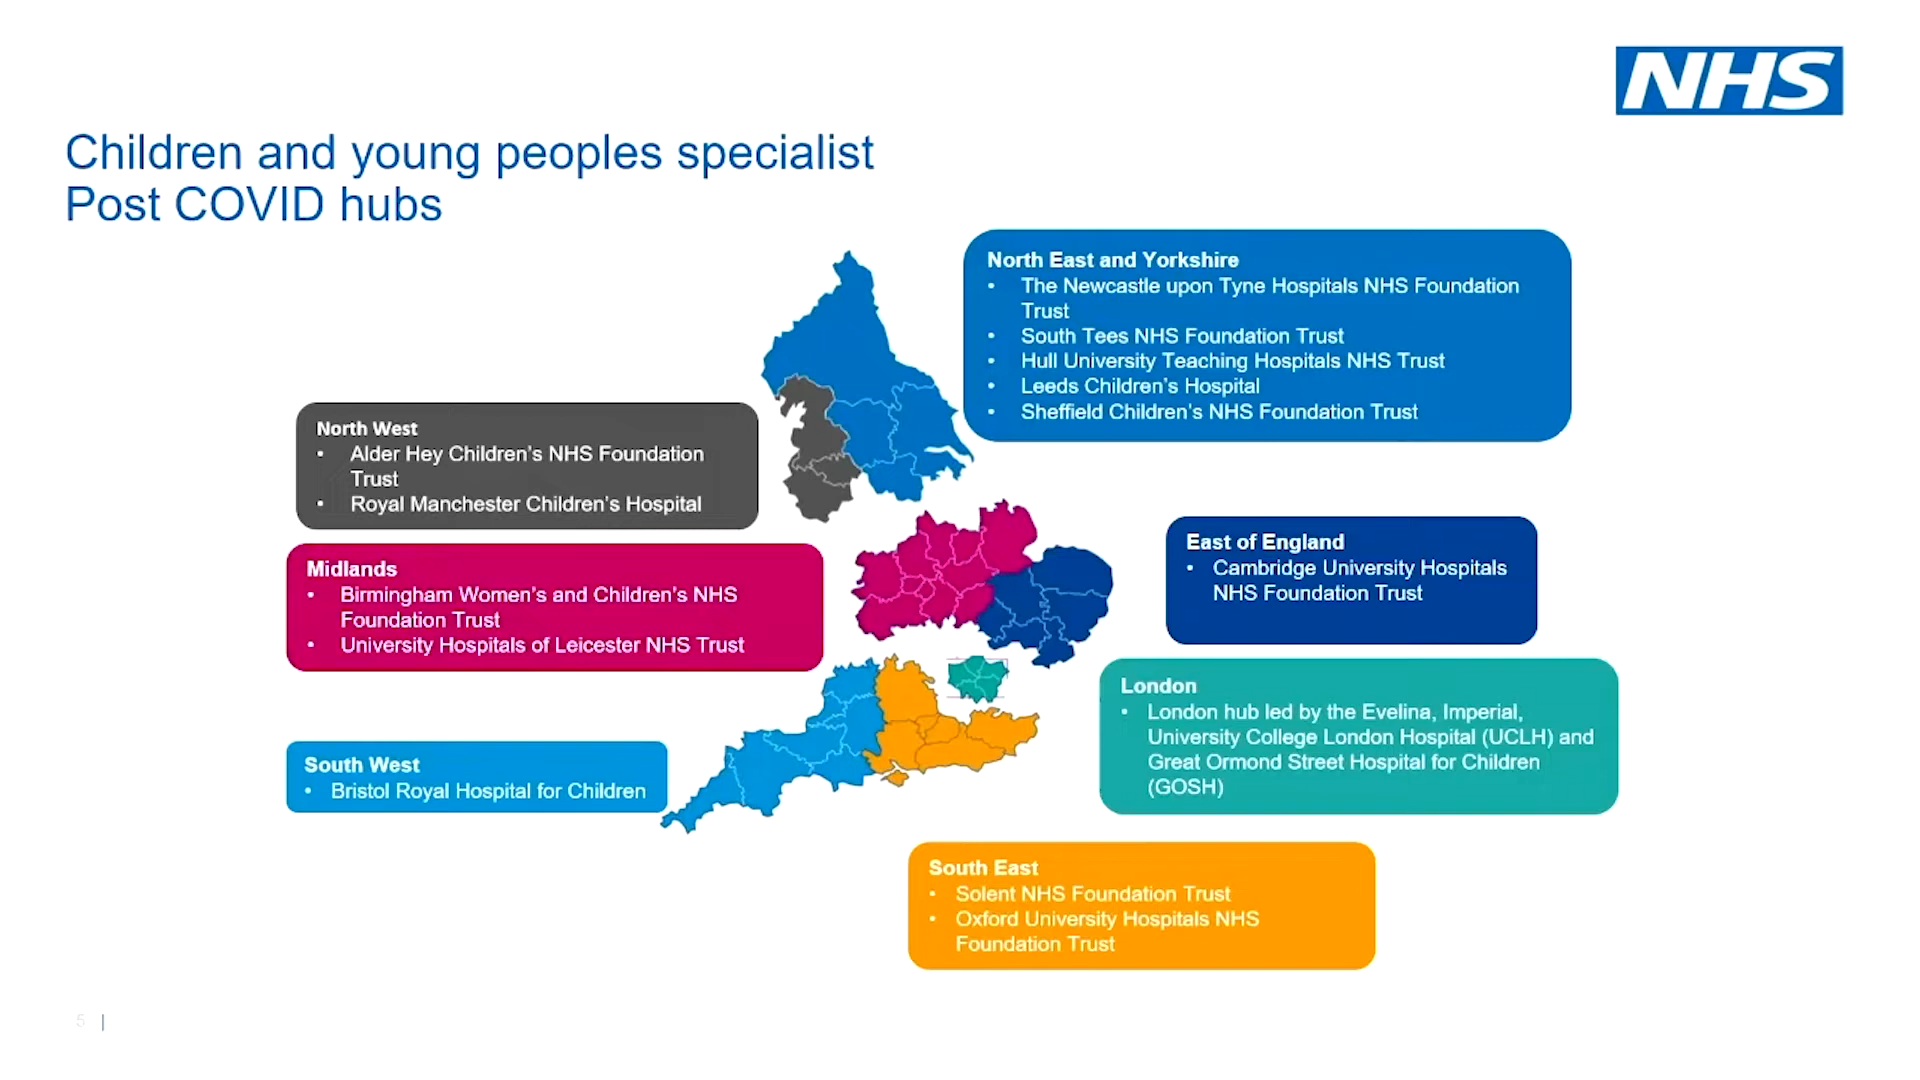 NHS
Children and young peoples specialist
Post COVID hubs
North East and Yorkshire
• The Newcastle upon Tyne Hospitals NHS Foundation
Trust
• South Tees NHS Foundation Trust
• Hull University Teaching Hospitals NHS Trust
• Leeds Children's Hospital
• Sheffield Children's NHS Foundation Trust
North West
• Alder Hey Children's NHS Foundation
Trust
• Royal Manchester Children's Hospital
Midlands
• Birmingham Women's and Children's NHS
Foundation Trust
• University Hospitals of Leicester NHS Trust
East of England
• Cambridge University Hospitals
NHS Foundation Trust
London
• London hub led by the Evelina, Imperial,
University College London Hospital (UCLH) and
Great Ormond Street Hospital for Children
(GOSH)
South West
• Bristol Royal Hospital for Children
South East
• Solent NHS Foundation Trust
• Oxford University Hospitals NHS
Foundation Trust
5 |